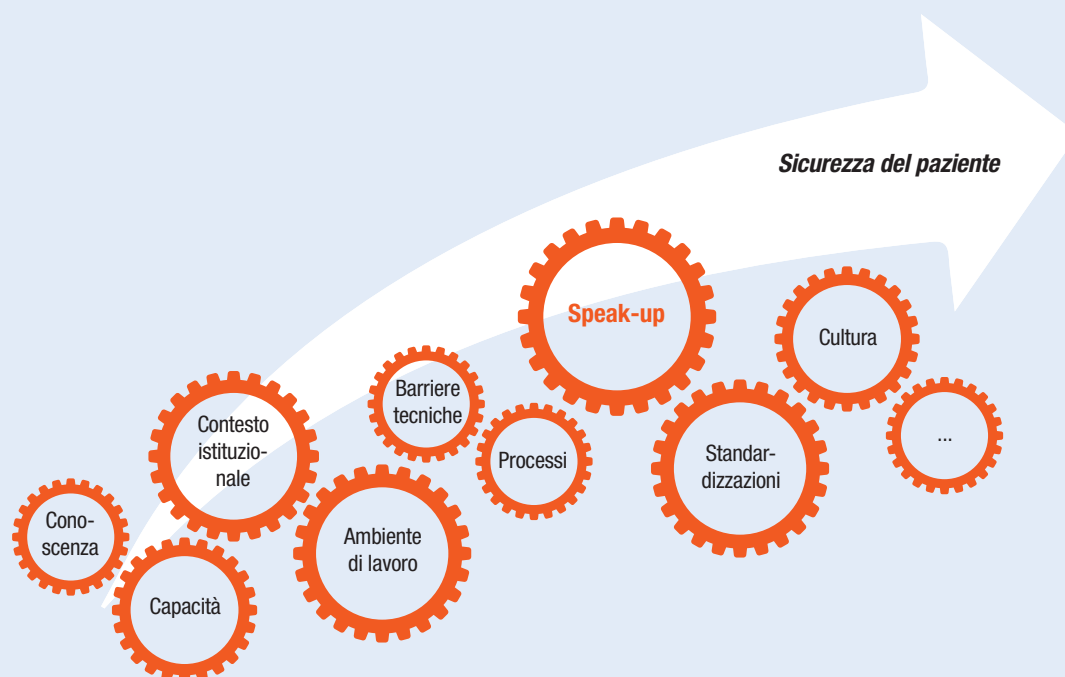 Sicurezza del paziente
Speak-up
Cultura
Barriere
tecniche
Contesto
istituzio-
nale
...
Processi
Standar-
dizzazioni
Cono-
scenza
Ambiente
di lavoro
Capacità